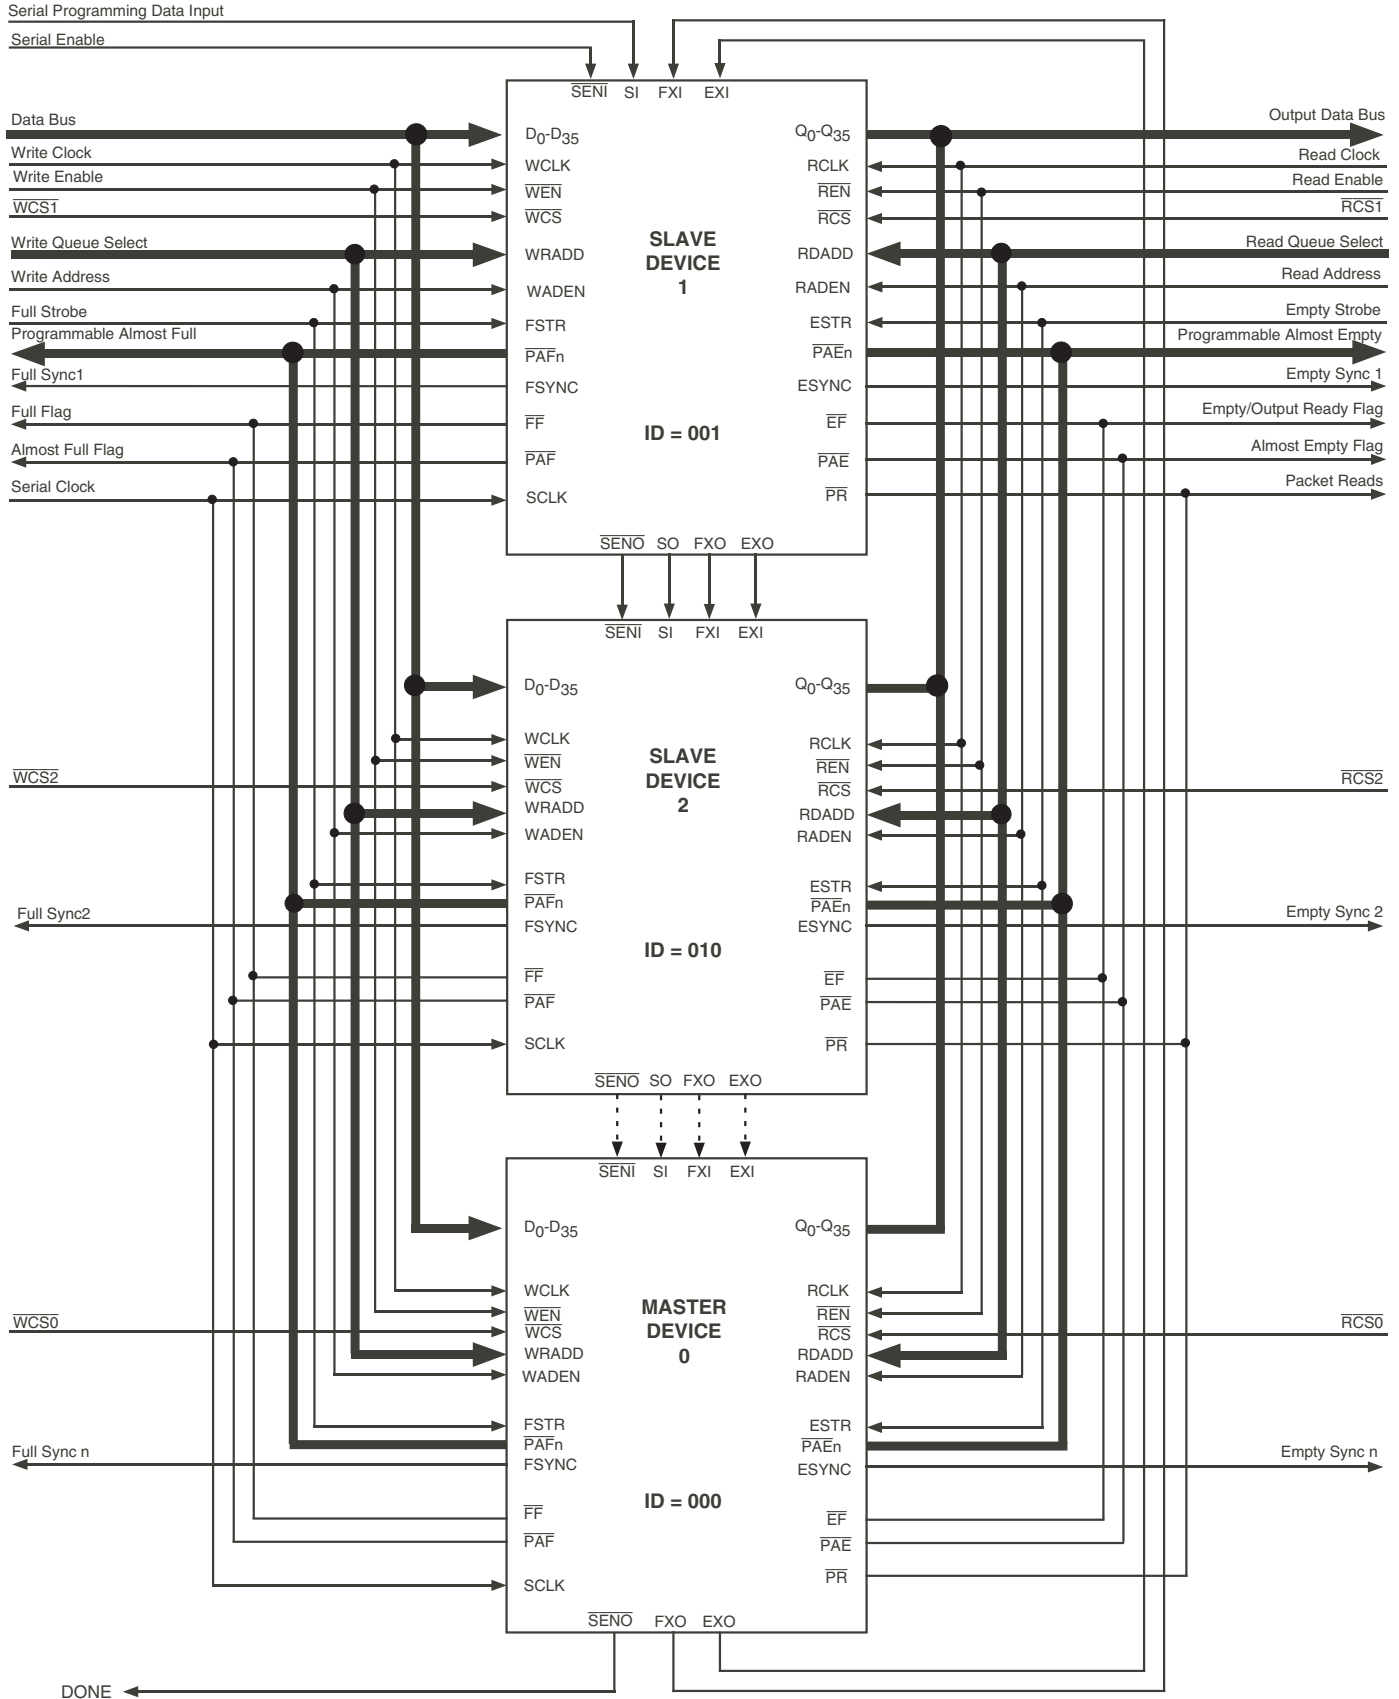 Serial Programming Data Input
Serial Enable
SENI SI FXI EXI
Data Bus D0-D35 Q0-Q35 Output Data Bus
Write Clock WCLK RCLK Read Clock
Write Enable WEN REN Read Enable
WCS1 WCS RCS RCS1
SLAVE
DEVICE
1
Write Queue Select WRADD RDADD Read Queue Select
Write Address WADEN RADEN Read Address
Full Strobe FSTR ESTR Empty Strobe
Programmable Almost Full PAFn PAEn Programmable Almost Empty
Full Sync1 FSYNC ESYNC Empty Sync 1
Full Flag FF EF Empty/Output Ready Flag
ID = 001
Almost Full Flag PAF PAE Almost Empty Flag
Serial Clock SCLK PR Packet Reads
SENO SO FXO EXO
SENI SI FXI EXI
D0-D35 Q0-Q35
WCLK RCLK
WEN REN
SLAVE
DEVICE
2
WCS2 WCS RCS RCS2
WRADD RDADD
WADEN RADEN
FSTR ESTR
PAFn PAEn
Full Sync2 FSYNC ESYNC Empty Sync 2
ID = 010
FF EF
PAF PAE
SCLK PR
SENO SO FXO EXO
SENI SI FXI EXI
D0-D35 Q0-Q35
WCLK RCLK
WEN REN
MASTER
DEVICE
0
WCS0 WCS RCS RCS0
WRADD RDADD
WADEN RADEN
FSTR ESTR
PAFn PAEn
Full Sync n FSYNC ESYNC Empty Sync n
ID = 000
FF EF
PAF PAE
SCLK PR
SENO FXO EXO
DONE